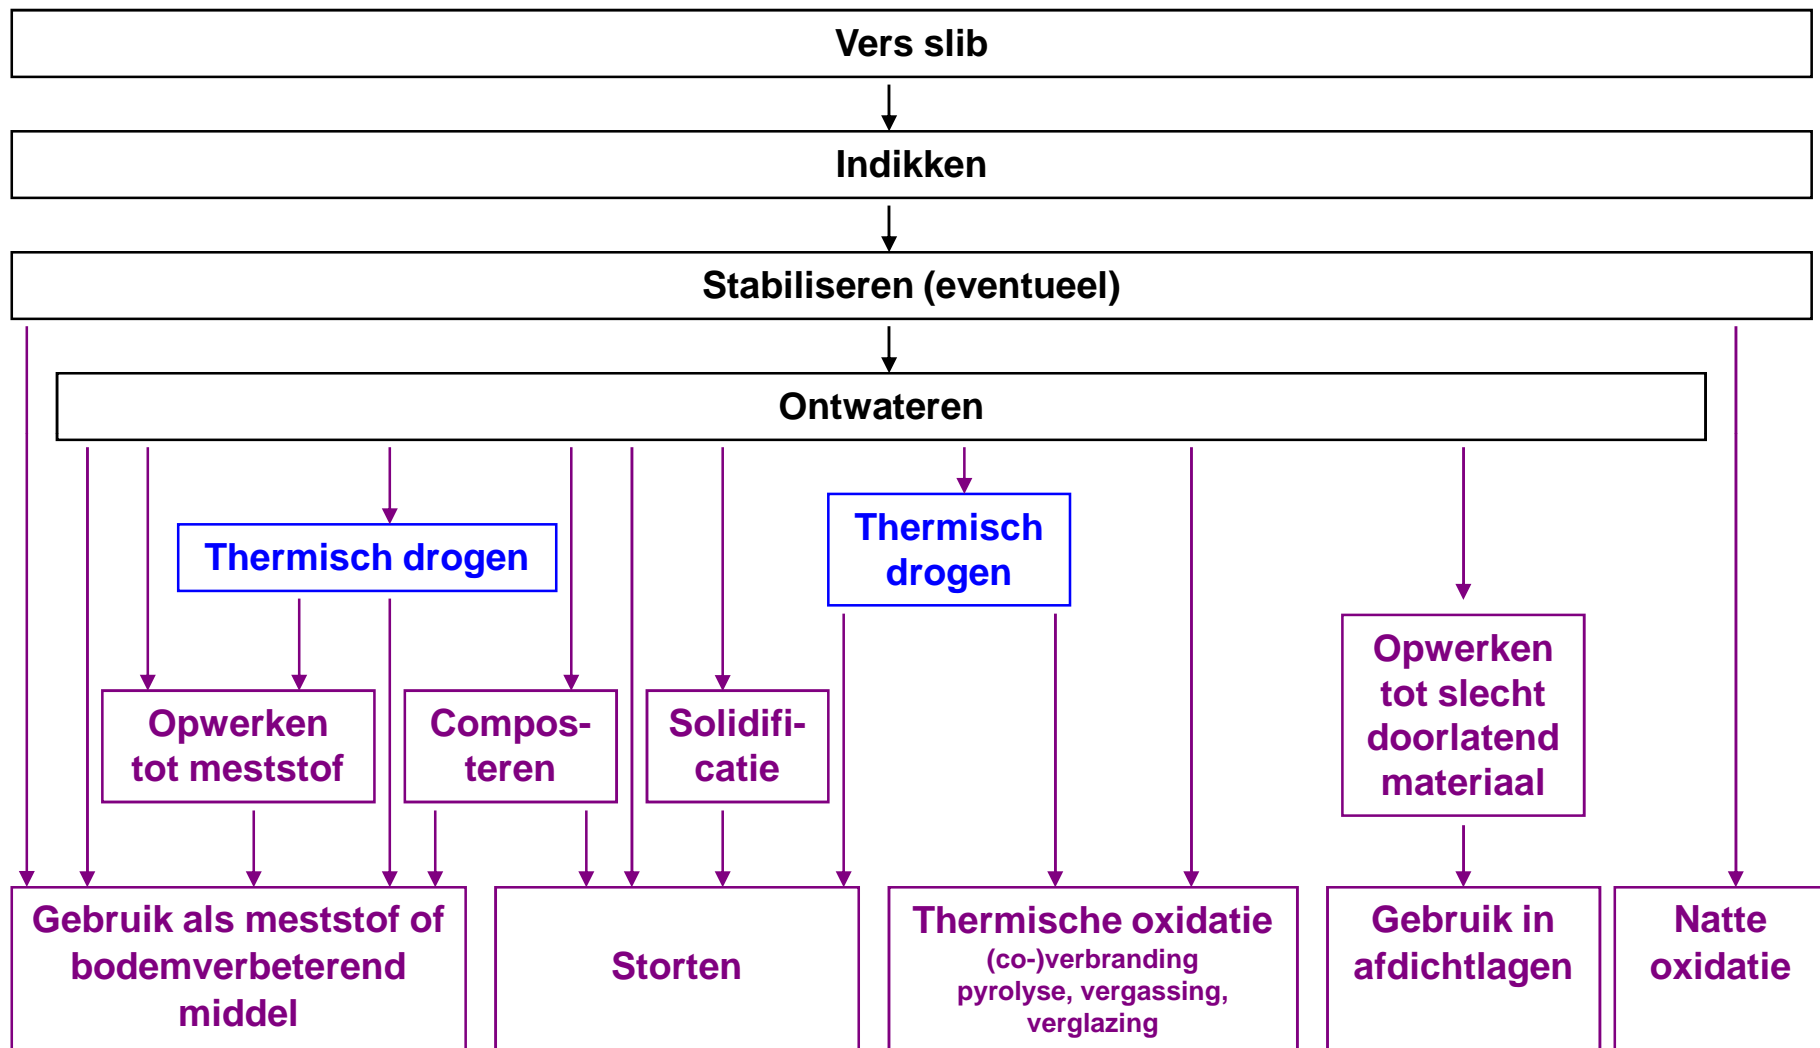 Vers slib
Indikken
Stabiliseren (eventueel)
Ontwateren
Thermisch drogen
Thermisch
drogen
Opwerken
tot meststof
Compos-
teren
Solidifi-
catie
Opwerken
tot slecht
doorlatend
materiaal
Gebruik als meststof of
bodemverbeterend
middel
Storten
Thermische oxidatie
(co-)verbranding
pyrolyse, vergassing,
verglazing
Gebruik in
afdichtlagen
Natte
oxidatie